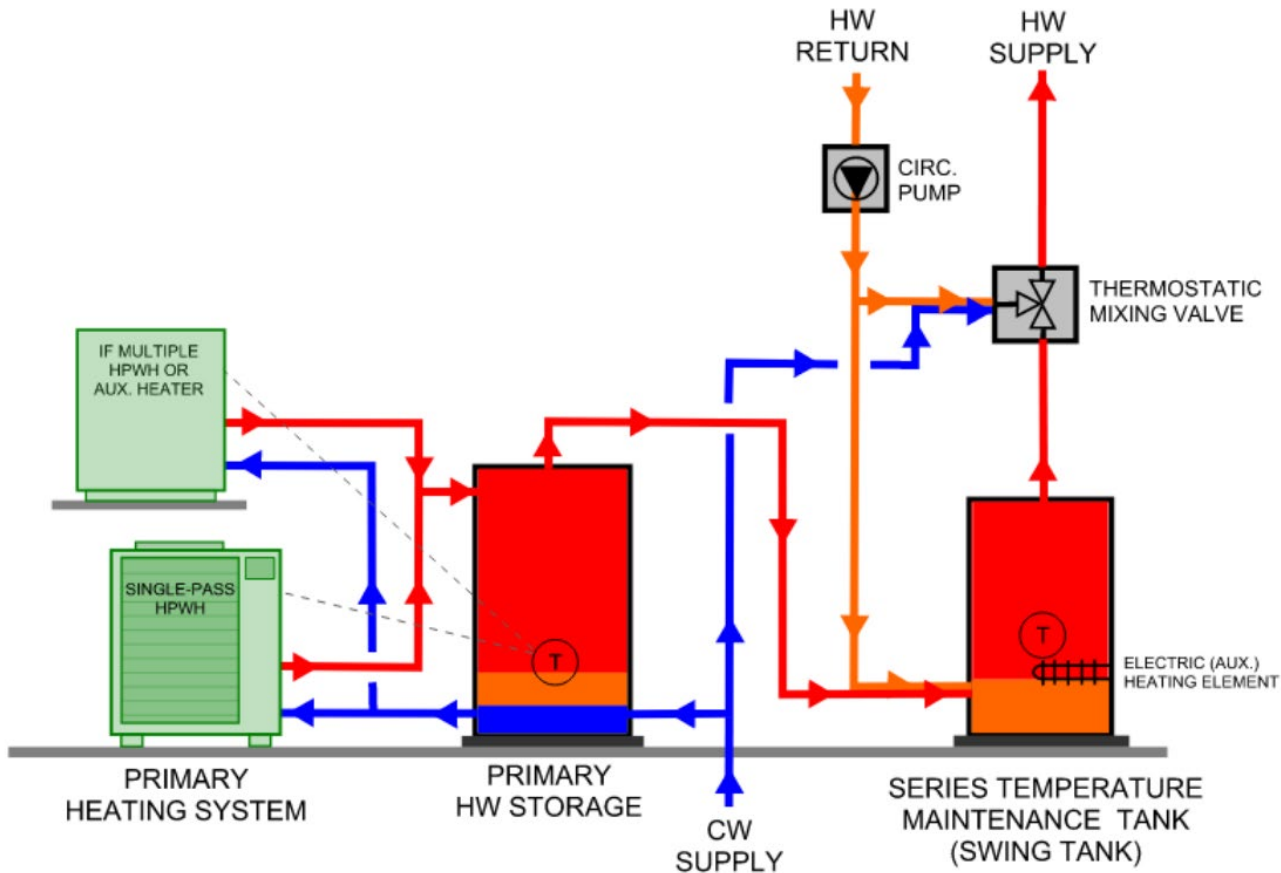 HW
RETURN
HW
SUPPLY
CIRC.
PUMP
THERMOSTATIC
MIXING VALVE
IF MULTIPLE
HPWH OR
AUX. HEATER
SINGLE-PASS
HPWH
T
T
ELECTRIC (AUX.)
HEATING ELEMENT
PRIMARY
HEATING SYSTEM
PRIMARY
HW STORAGE
CW
SUPPLY
SERIES TEMPERATURE
MAINTENANCE TANK
(SWING TANK)